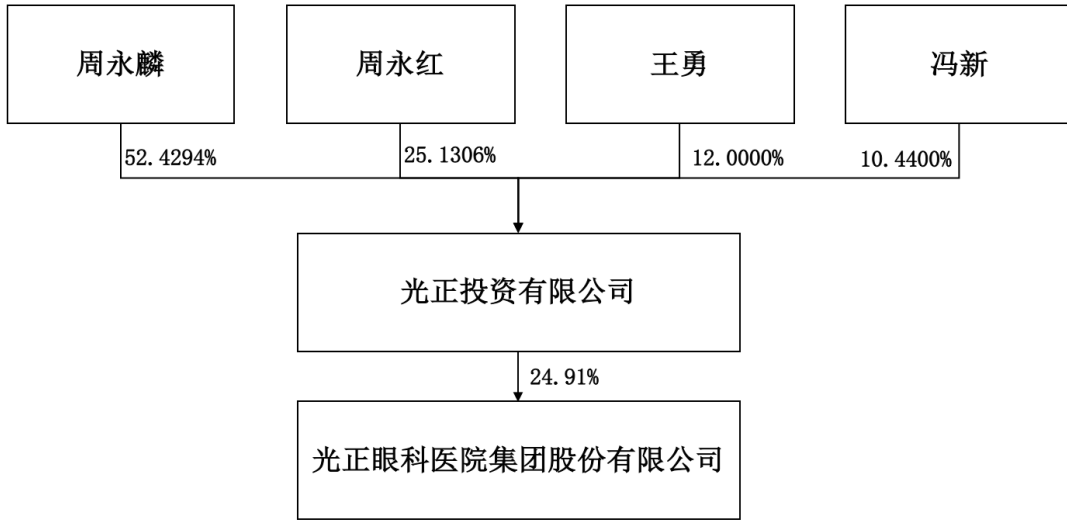 周永麟
周永红
王勇
冯新
52.4294%
25.1306%
12.0000%
10.4400%
光正投资有限公司
24.91%
光正眼科医院集团股份有限公司